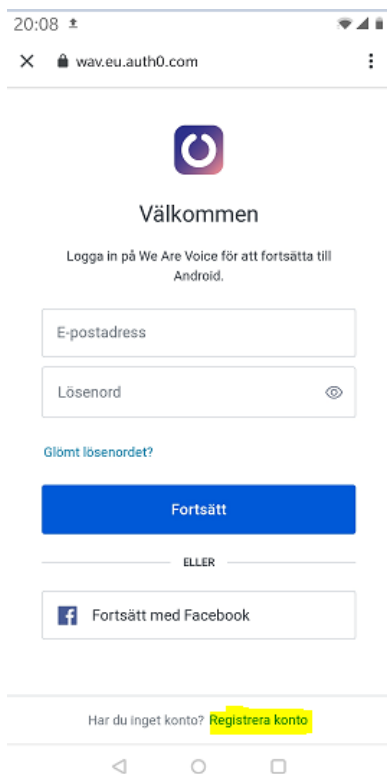 20:08
wav.eu.auth0.com
Välkommen
Logga in på We Are Voice för att fortsätta till
Android.
E-postadress
Lösenord
Glömt lösenordet?
Fortsätt
ELLER
Fortsätt med Facebook
Har du inget konto? Registrera konto